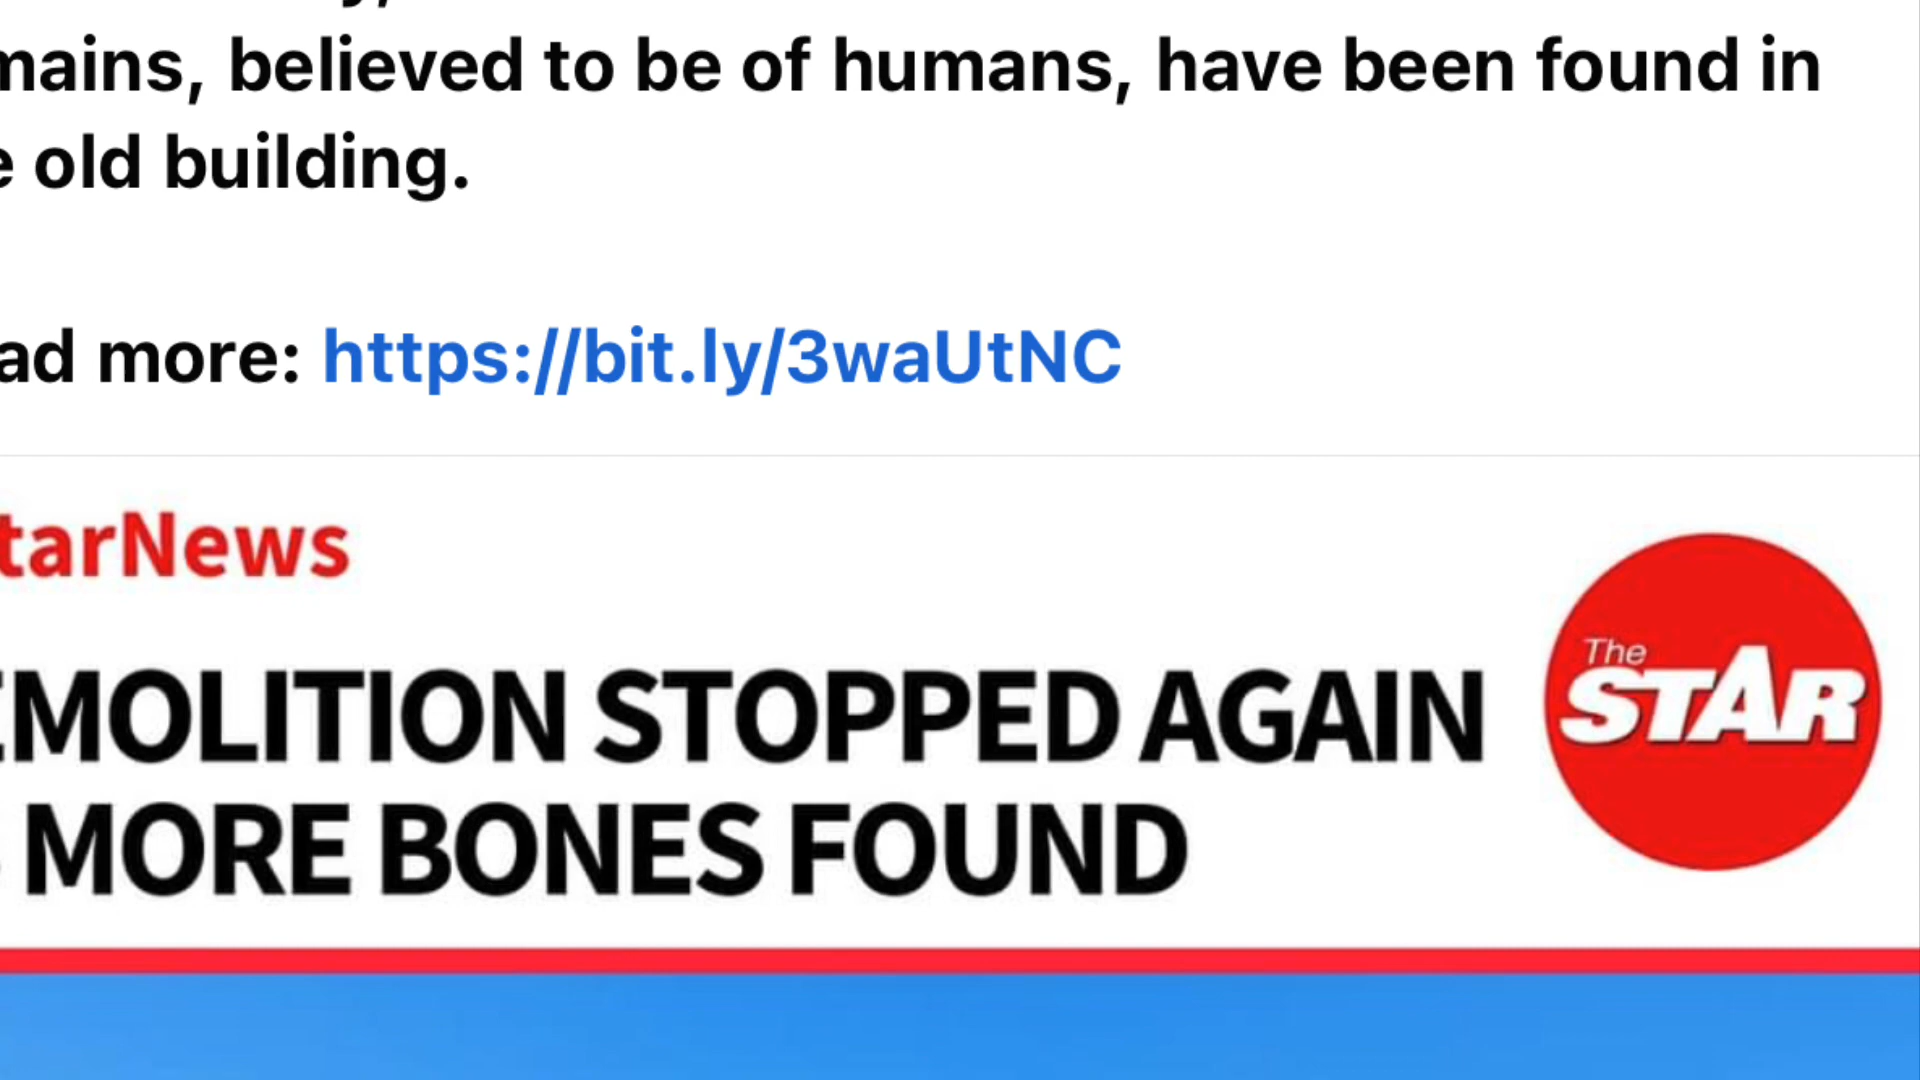 mains, believed to be of humans, have been found in
e old building.
ad more: https://bit.ly/3waUtNC
tarNews
EMOLITION STOPPED AGAIN
MORE BONES FOUND
The
STAR